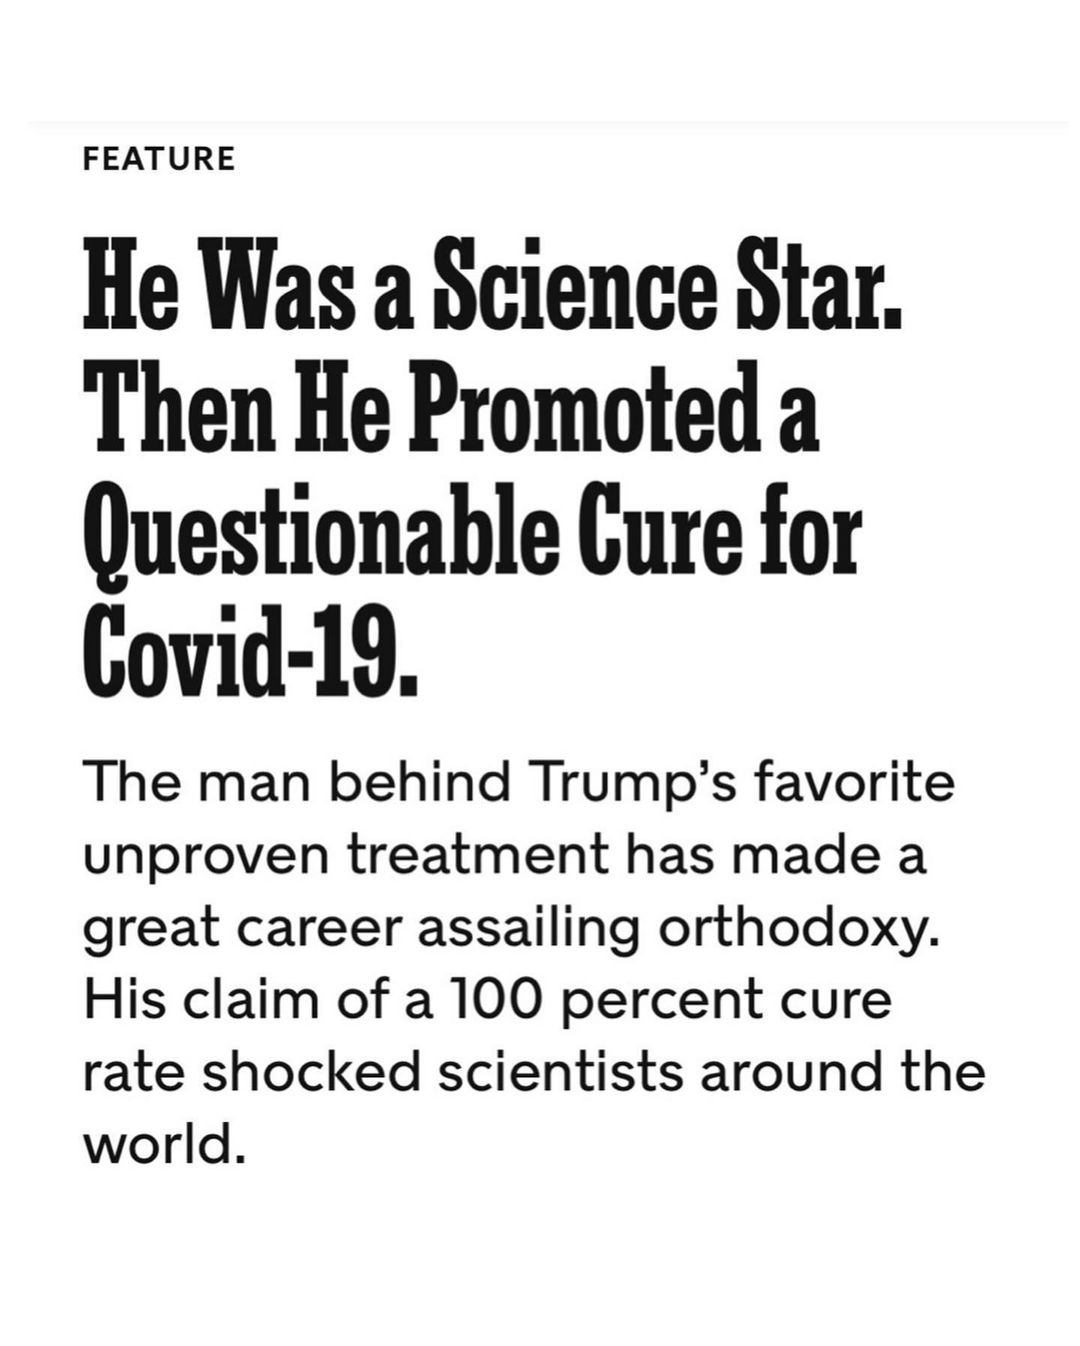 FEATURE
He Was a Science Star.
Then He Promoted a
Questionable Cure for
Covid-19.
The man behind Trump’s favorite
unproven treatment has made a
great career assailing orthodoxy.
His claim of a 100 percent cure
rate shocked scientists around the
world.